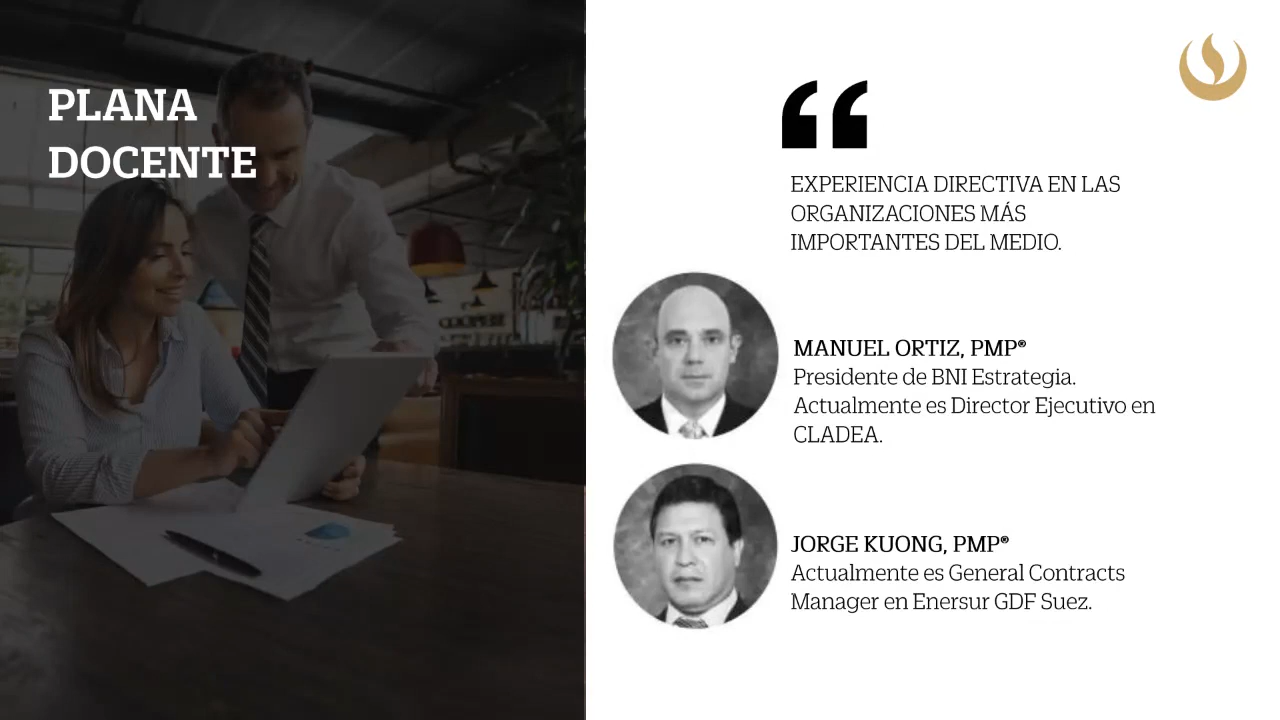 PLANA
DOCENTE
EXPERIENCIA DIRECTIVA EN LAS
ORGANIZACIONES MÁS
IMPORTANTES DEL MEDIO.
MANUEL ORTIZ, PMP®
Presidente de BNI Estrategia.
Actualmente es Director Ejecutivo en
CLADEA.
JORGE KUONG, PMP®
Actualmente es General Contracts
Manager en Enersur GDF Suez.